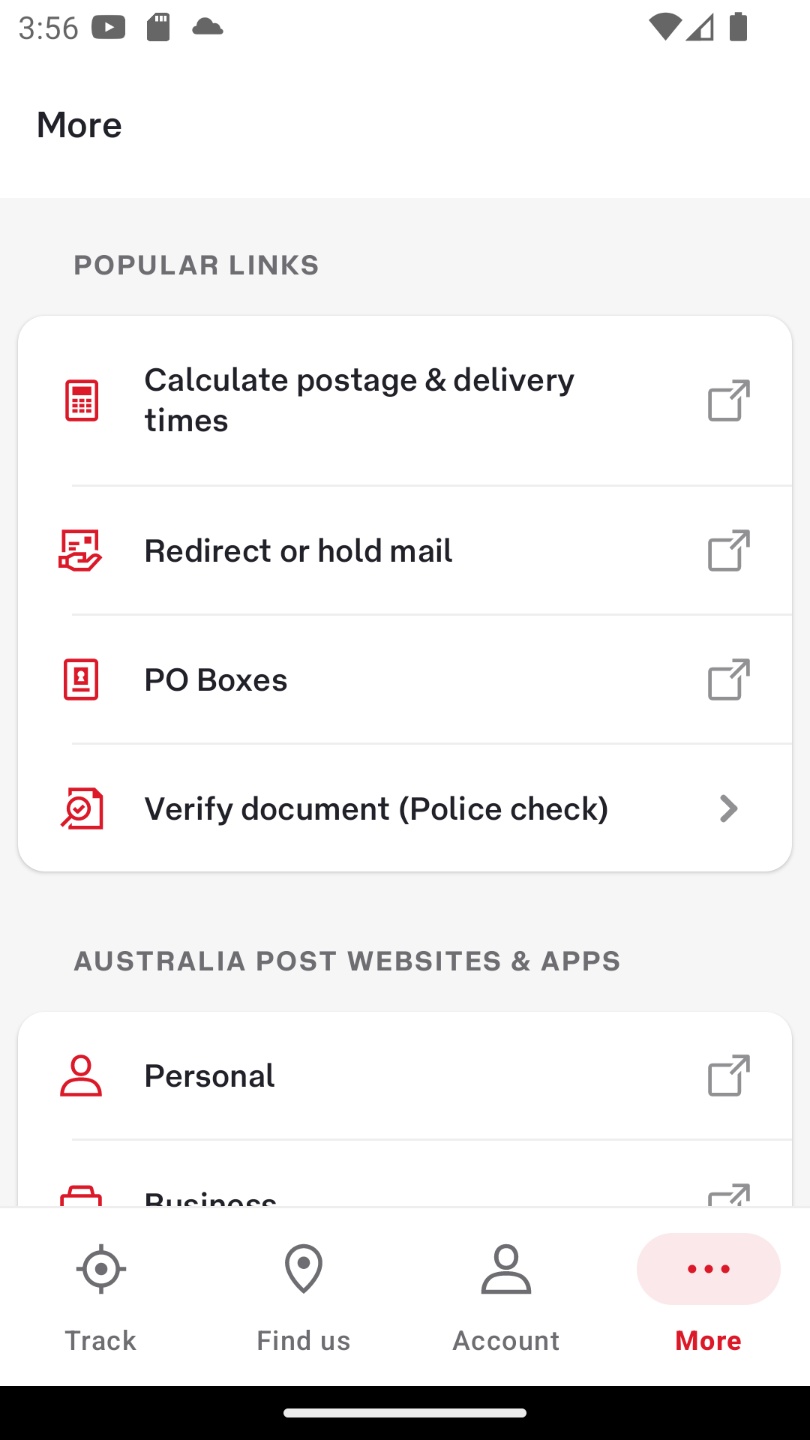 3:56
More
POPULAR LINKS
Calculate postage & delivery
times
Redirect or hold mail
PO Boxes
Verify document (Police check)
AUSTRALIA POST WEBSITES & APPS
Personal
Business
Track
Find us
Account
More